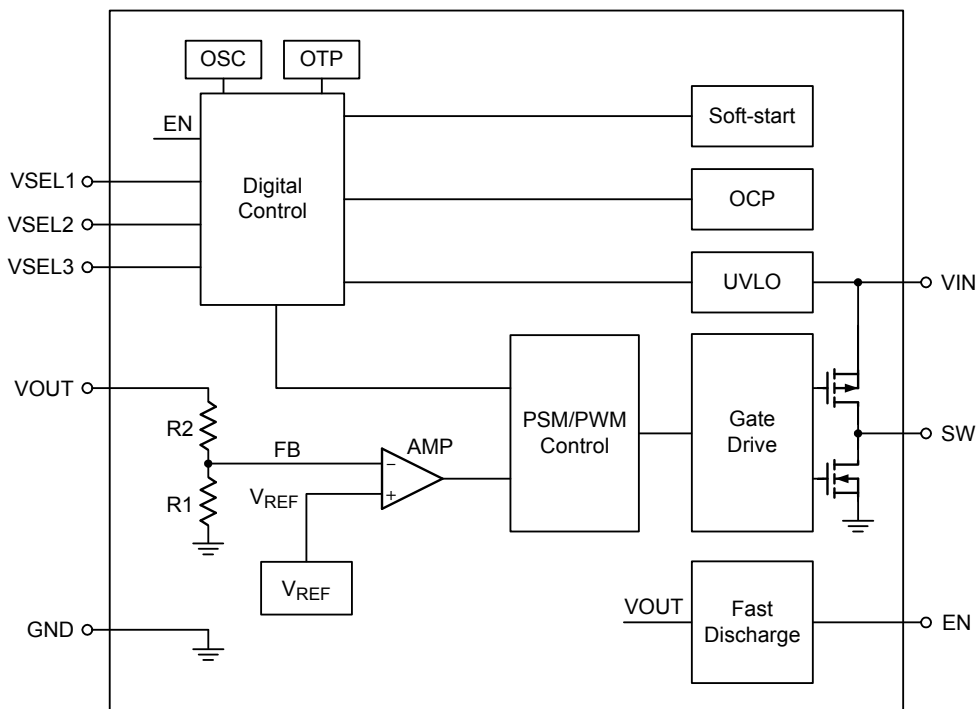 OSC
OTP
EN
Soft-start
VSEL1
VSEL2
VSEL3
Digital
Control
OCP
UVLO
VIN
VOUT
R2
R1
FB
VREF
AMP
−
+
VREF
PSM/PWM
Control
Gate
Drive
SW
GND
VOUT
Fast
Discharge
EN